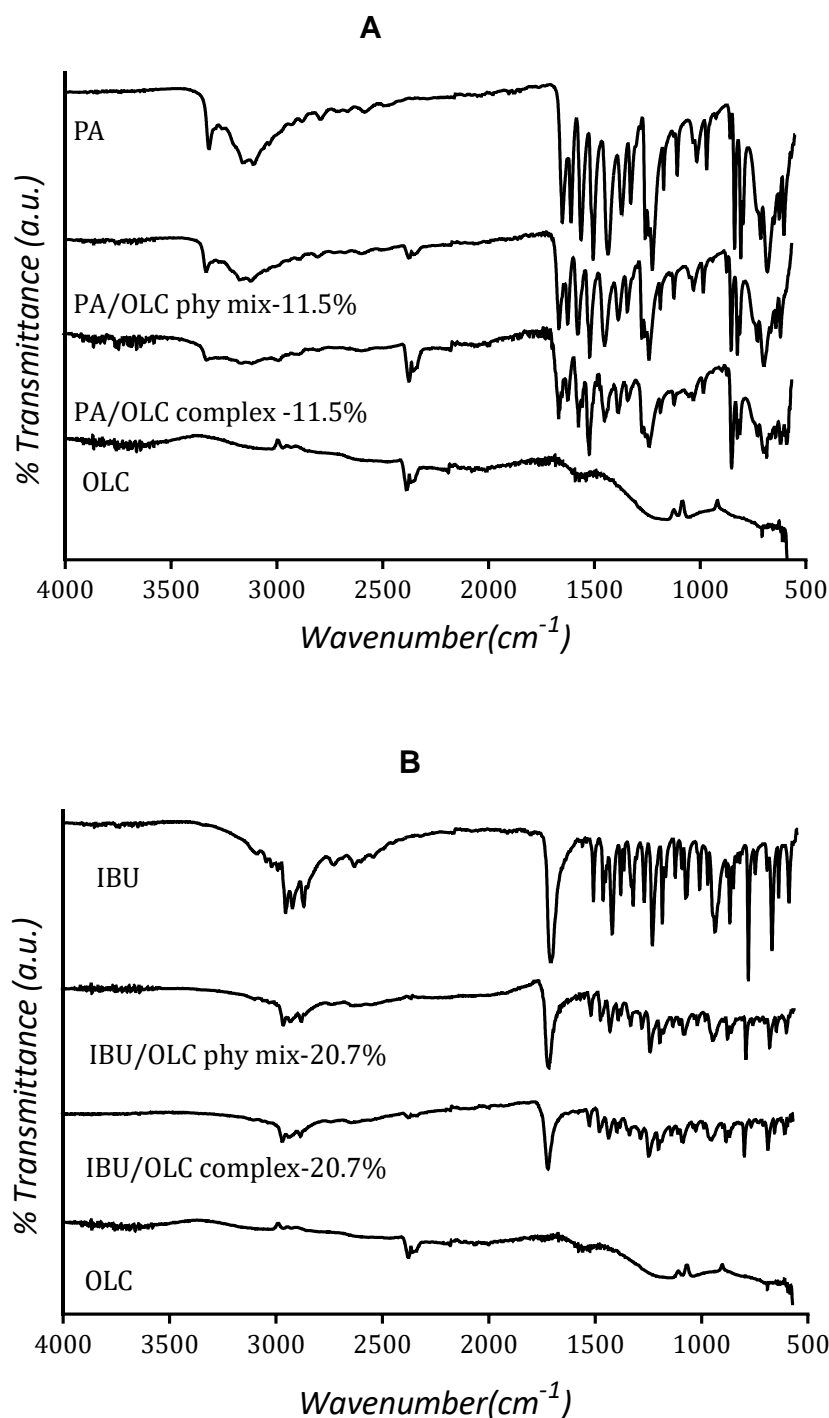 A
% Transmittance (a.u.)
PA
PA/OLC phy mix-11.5%
PA/OLC complex -11.5%
OLC
4000 3500 3000 2500 2000 1500 1000 500
Wavenumber(cm⁻¹)
B
% Transmittance (a.u.)
IBU
IBU/OLC phy mix-20.7%
IBU/OLC complex-20.7%
OLC
4000 3500 3000 2500 2000 1500 1000 500
Wavenumber(cm⁻¹)